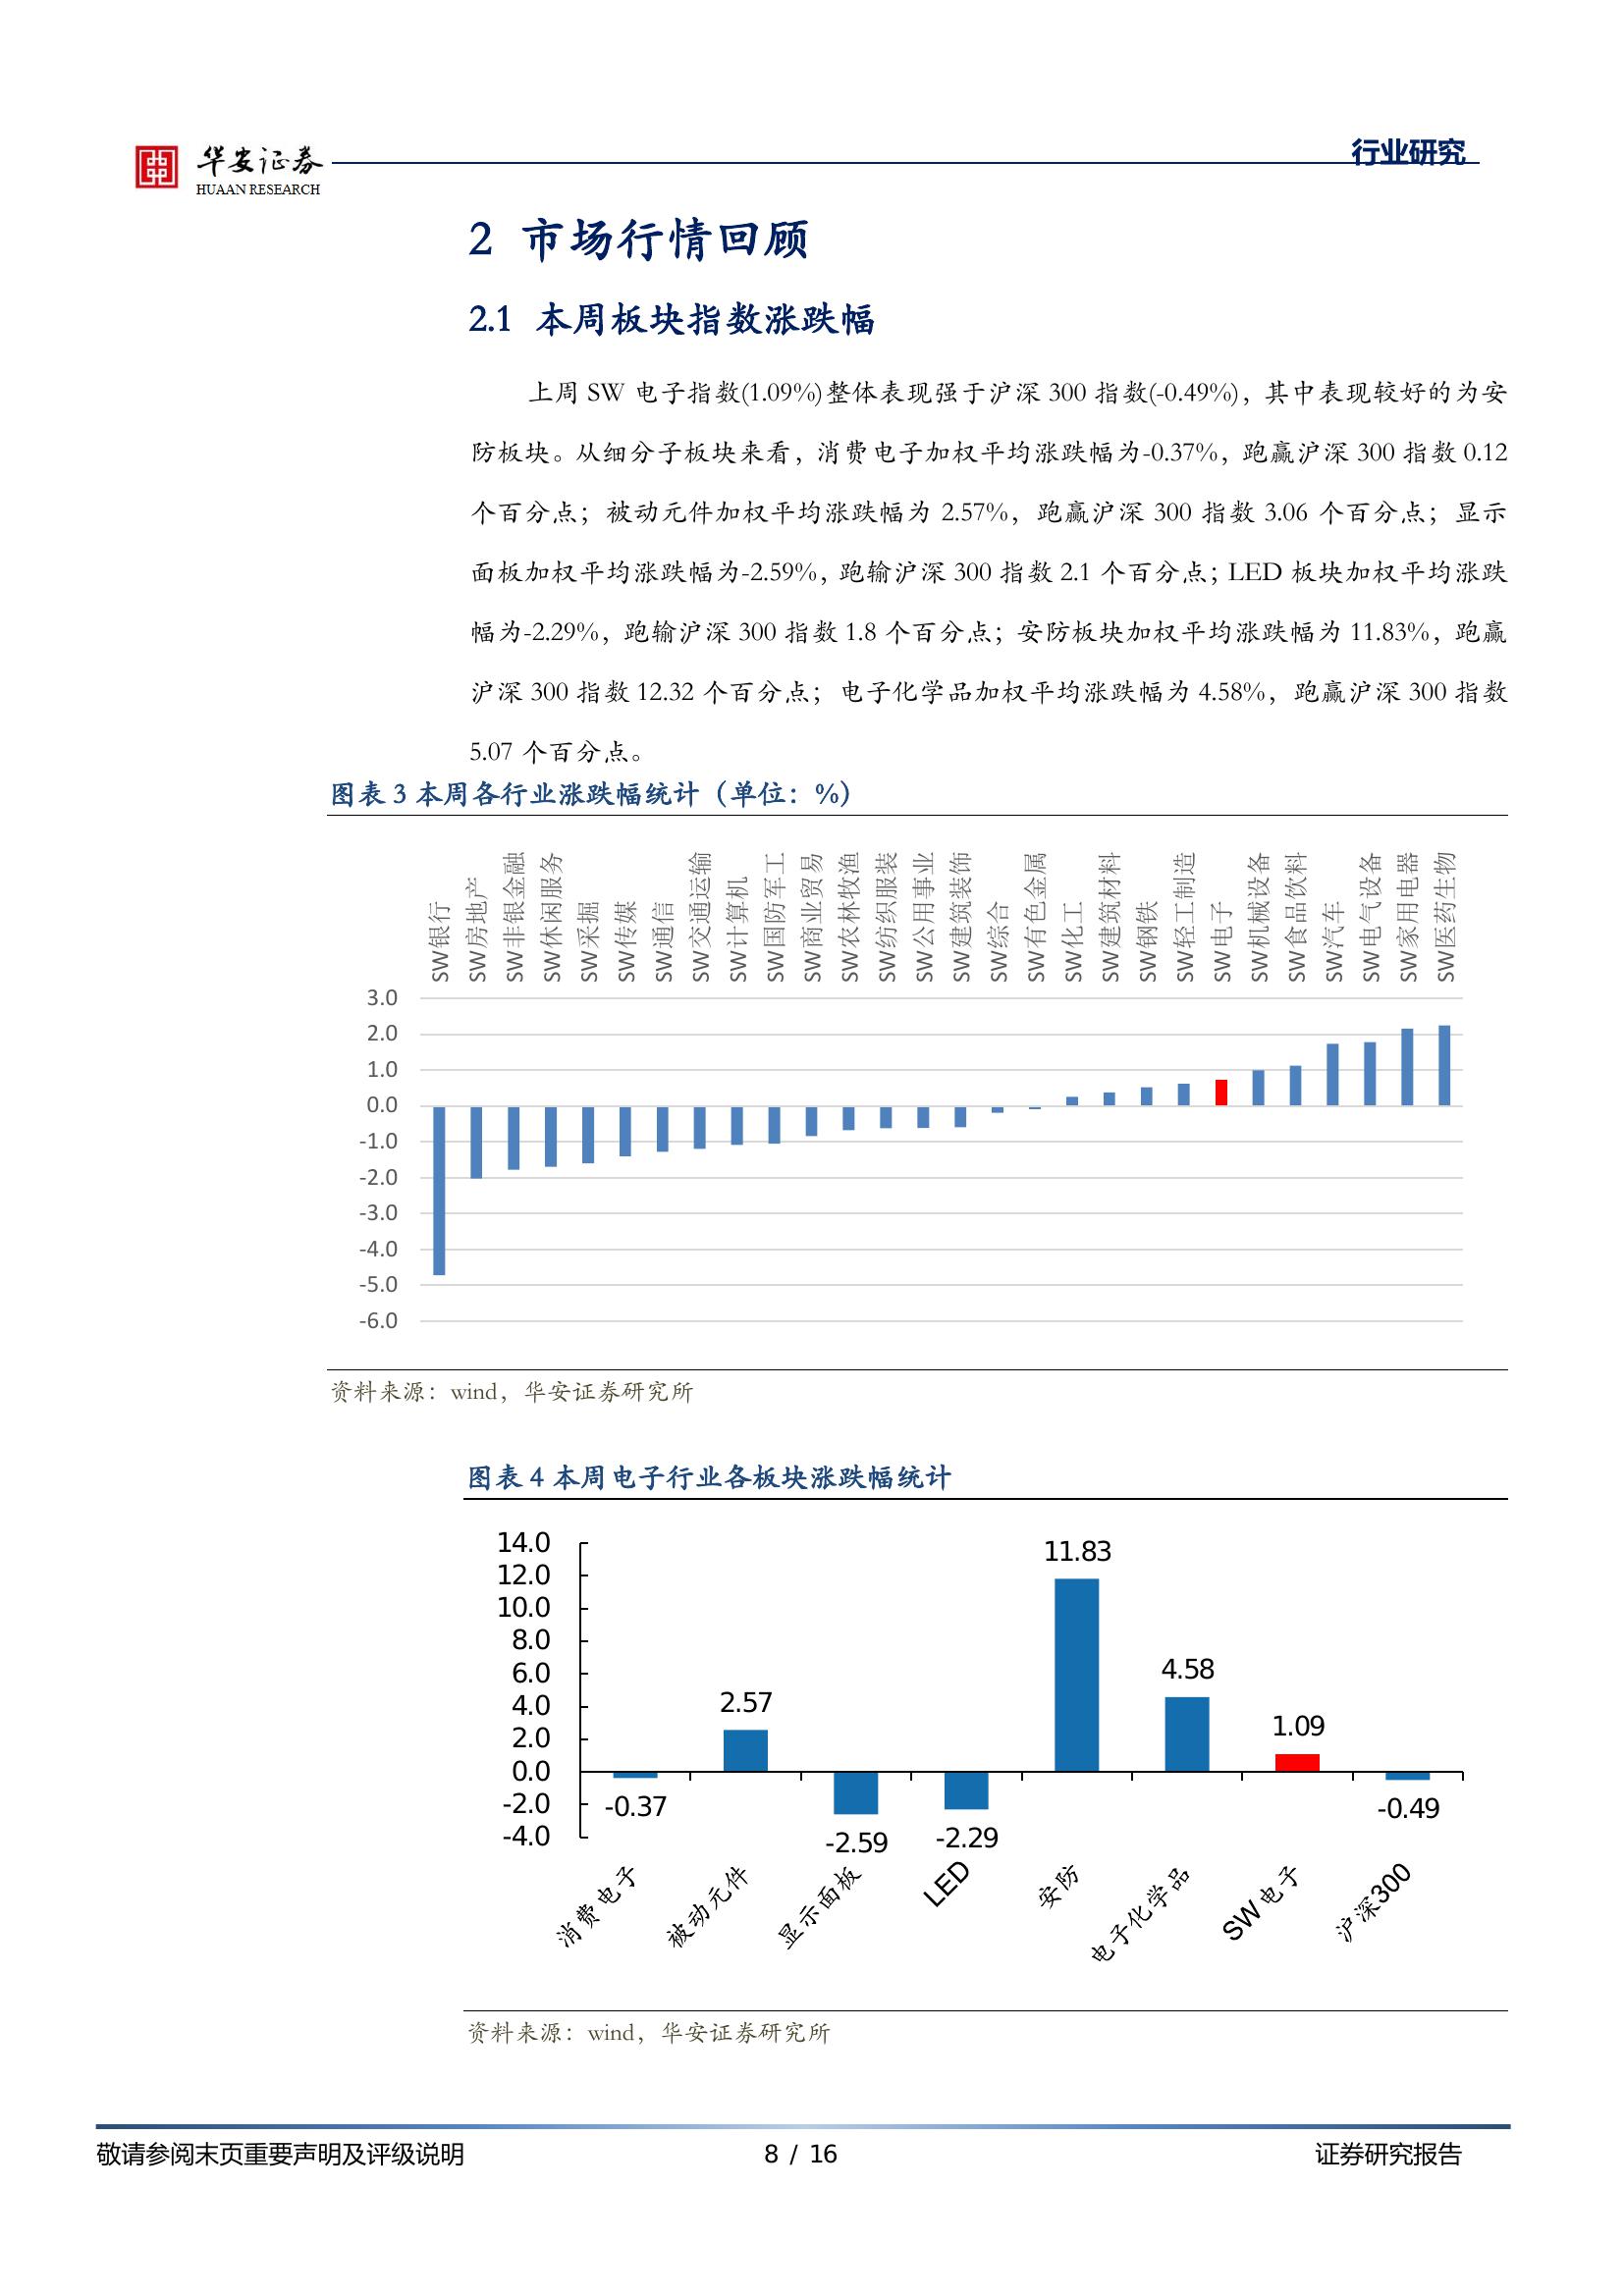 华安证券
HUAAN RESEARCH
行业研究
2 市场行情回顾
2.1 本周板块指数涨跌幅
上周 SW 电子指数(1.09%)整体表现强于沪深 300 指数(-0.49%)，其中表现较好的为安
防板块。从细分子板块来看，消费电子加权平均涨跌幅为-0.37%，跑赢沪深 300 指数 0.12
个百分点；被动元件加权平均涨跌幅为 2.57%，跑赢沪深 300 指数 3.06 个百分点；显示
面板加权平均涨跌幅为-2.59%，跑输沪深 300 指数 2.1 个百分点；LED 板块加权平均涨跌
幅为-2.29%，跑输沪深 300 指数 1.8 个百分点；安防板块加权平均涨跌幅为 11.83%，跑赢
沪深 300 指数 12.32 个百分点；电子化学品加权平均涨跌幅为 4.58%，跑赢沪深 300 指数
5.07 个百分点。
图表 3 本周各行业涨跌幅统计（单位：%）
SW银行
SW房地产
SW非银金融
SW休闲服务
SW采掘
SW传媒
SW通信
SW交通运输
SW计算机
SW国防军工
SW商业贸易
SW农林牧渔
SW纺织服装
SW公用事业
SW建筑装饰
SW综合
SW有色金属
SW化工
SW建筑材料
SW钢铁
SW轻工制造
SW电子
SW机械设备
SW食品饮料
SW汽车
SW电气设备
SW家用电器
SW医药生物
3.0
2.0
1.0
0.0
-1.0
-2.0
-3.0
-4.0
-5.0
-6.0
资料来源：wind，华安证券研究所
图表 4 本周电子行业各板块涨跌幅统计
14.0
12.0
10.0
8.0
6.0
4.0
2.0
0.0
-2.0
-4.0
-0.37
2.57
-2.59
-2.29
11.83
4.58
1.09
-0.49
消费电子
被动元件
显示面板
LED
安防
电子化学品
SW电子
沪深300
资料来源：wind，华安证券研究所
敬请参阅末页重要声明及评级说明
8 / 16
证券研究报告